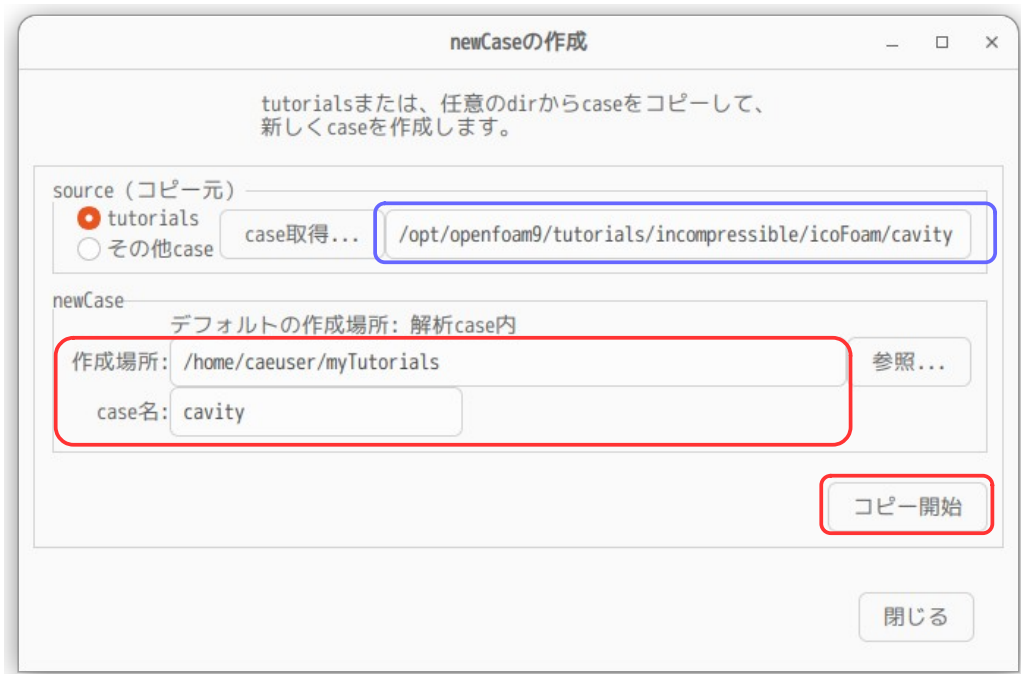 newCaseの作成
tutorialsまたは、任意のdirからcaseをコピーして、
新しくcaseを作成します。
source（コピー元）
tutorials
その他case
case取得...
/opt/openfoam9/tutorials/incompressible/icoFoam/cavity
newCase
デフォルトの作成場所: 解析case内
作成場所: /home/caeuser/myTutorials 参照...
case名: cavity
コピー開始
閉じる